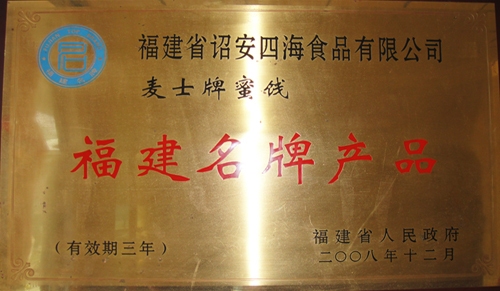 福建省诏安四海食品有限公司
麦士牌蜜饯
福建名牌产品
(有效期三年)
福建省人民政府
二〇〇八年十二月